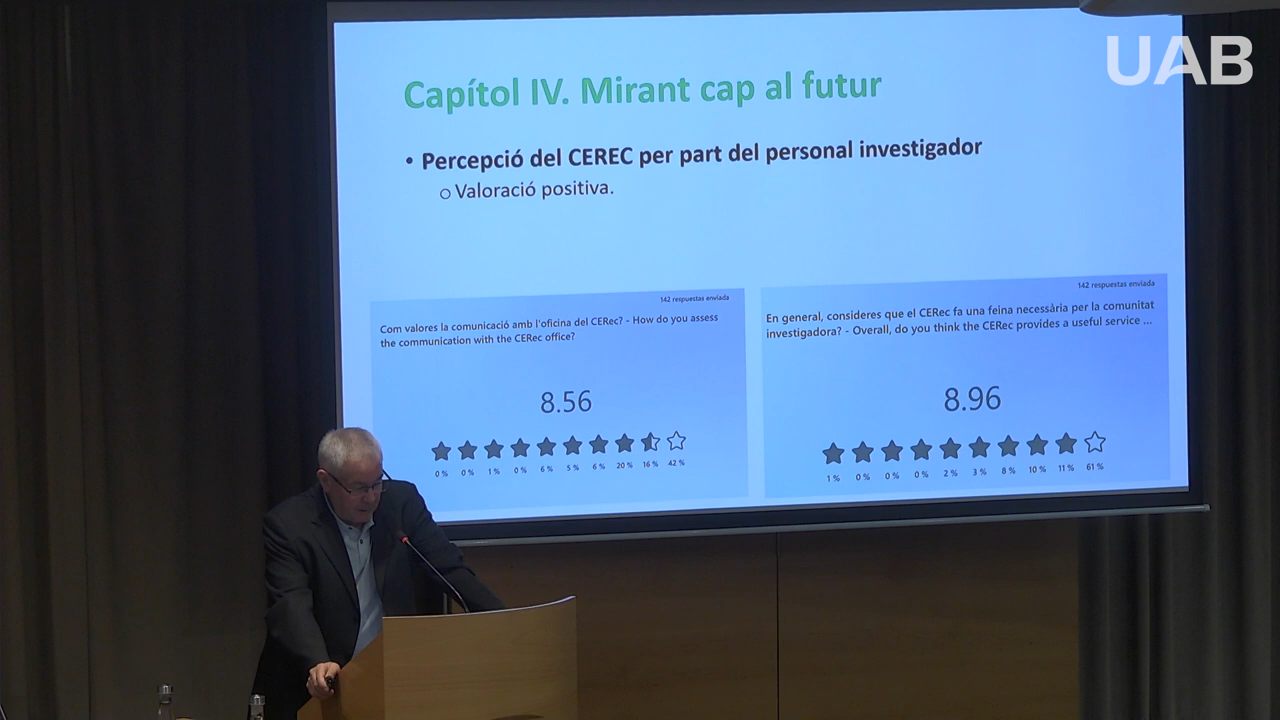 UAB
Capítol IV. Mirant cap al futur
• Percepció del CEREC per part del personal investigador
o Valoració positiva.
142 respuestas enviada
Com valores la comunicació amb l'oficina del CERec? - How do you assess
the communication with the CERec office?
8.56
0 % 0 % 1 % 0 % 6 % 5 % 6 % 20 % 16 % 42 %
142 respuestas enviada
En general, consideres que el CERec fa una feina necessària per la comunitat
investigadora? - Overall, do you think the CERec provides a useful service ...
8.96
1 % 0 % 0 % 0 % 2 % 3 % 8 % 10 % 11 % 61 %